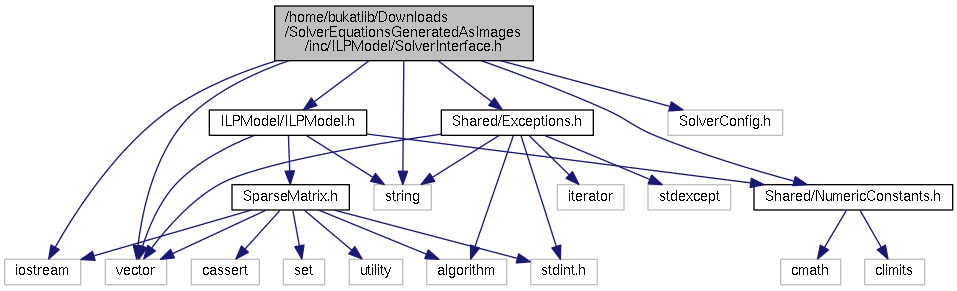 /home/bukatlib/Downloads
/SolverEquationsGeneratedAsImages
/inc/ILPModel/SolverInterface.h
ILPModel/ILPModel.h
Shared/Exceptions.h
SolverConfig.h
SparseMatrix.h
string
iterator
stdexcept
Shared/NumericConstants.h
iostream
vector
cassert
set
utility
algorithm
stdint.h
cmath
climits